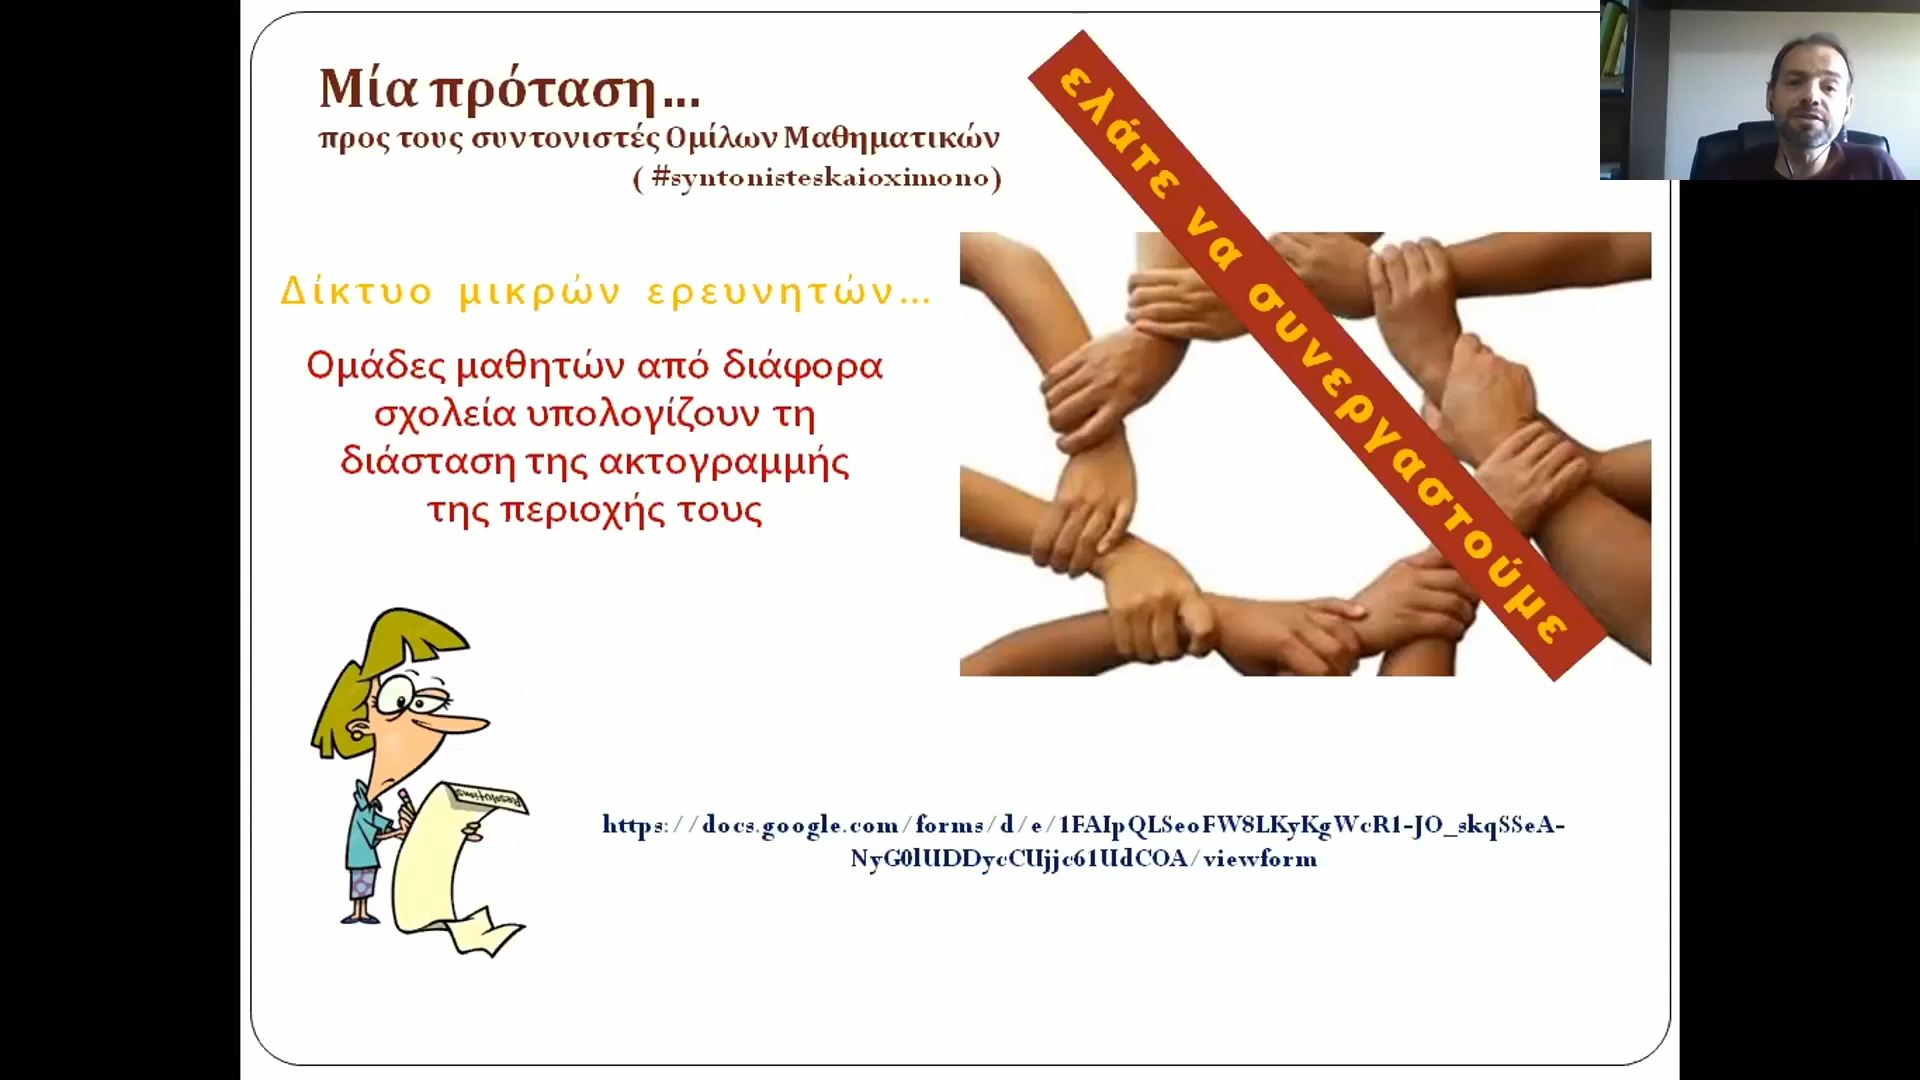 Μία πρόταση...
προς τους συντονιστές Ομίλων Μαθηματικών
( #syntonisteskaioximono)
ελάτε να συνεργαστούμε
Δίκτυο μικρών ερευνητών...
Ομάδες μαθητών από διάφορα
σχολεία υπολογίζουν τη
διάσταση της ακτογραμμής
της περιοχής τους
Resolutions
https://docs.google.com/forms/d/e/1FAIpQLSeoFW8LKyKgWcR1-JO_skqSSeA-
NyG0lUDDycCUjjc61UdCOA/viewform